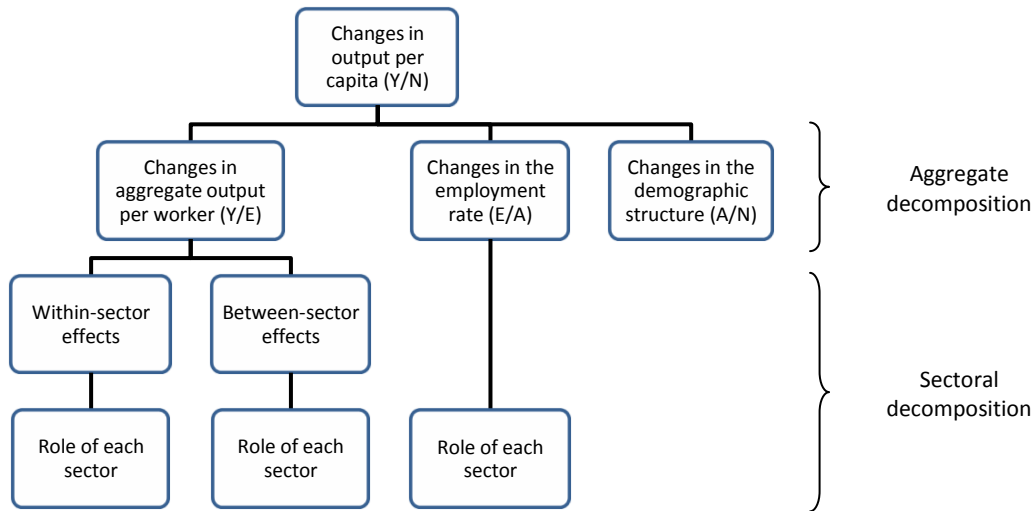 Changes in
output per
capita (Y/N)
Changes in
aggregate output
per worker (Y/E)
Changes in the
employment
rate (E/A)
Changes in the
demographic
structure (A/N)
Aggregate
decomposition
Within-sector
effects
Between-sector
effects
Sectoral
decomposition
Role of each
sector
Role of each
sector
Role of each
sector